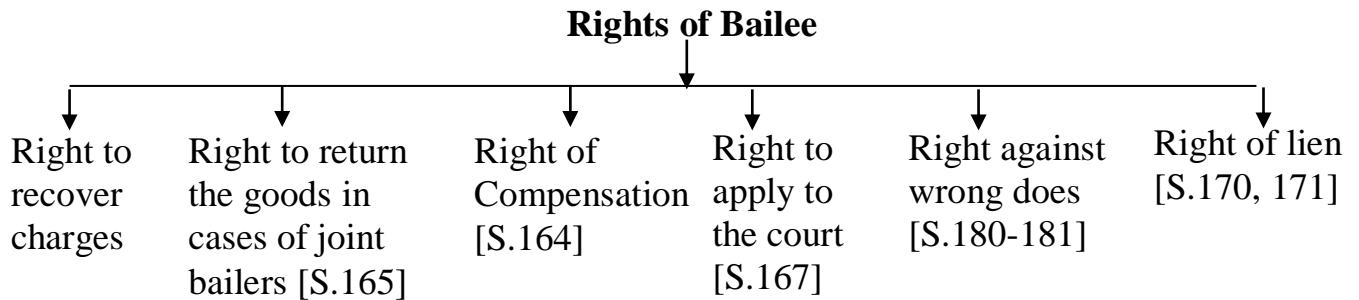 Rights of Bailee
Right to
recover
charges
Right to return
the goods in
cases of joint
bailers [S.165]
Right of
Compensation
[S.164]
Right to
apply to
the court
[S.167]
Right against
wrong does
[S.180-181]
Right of lien
[S.170, 171]